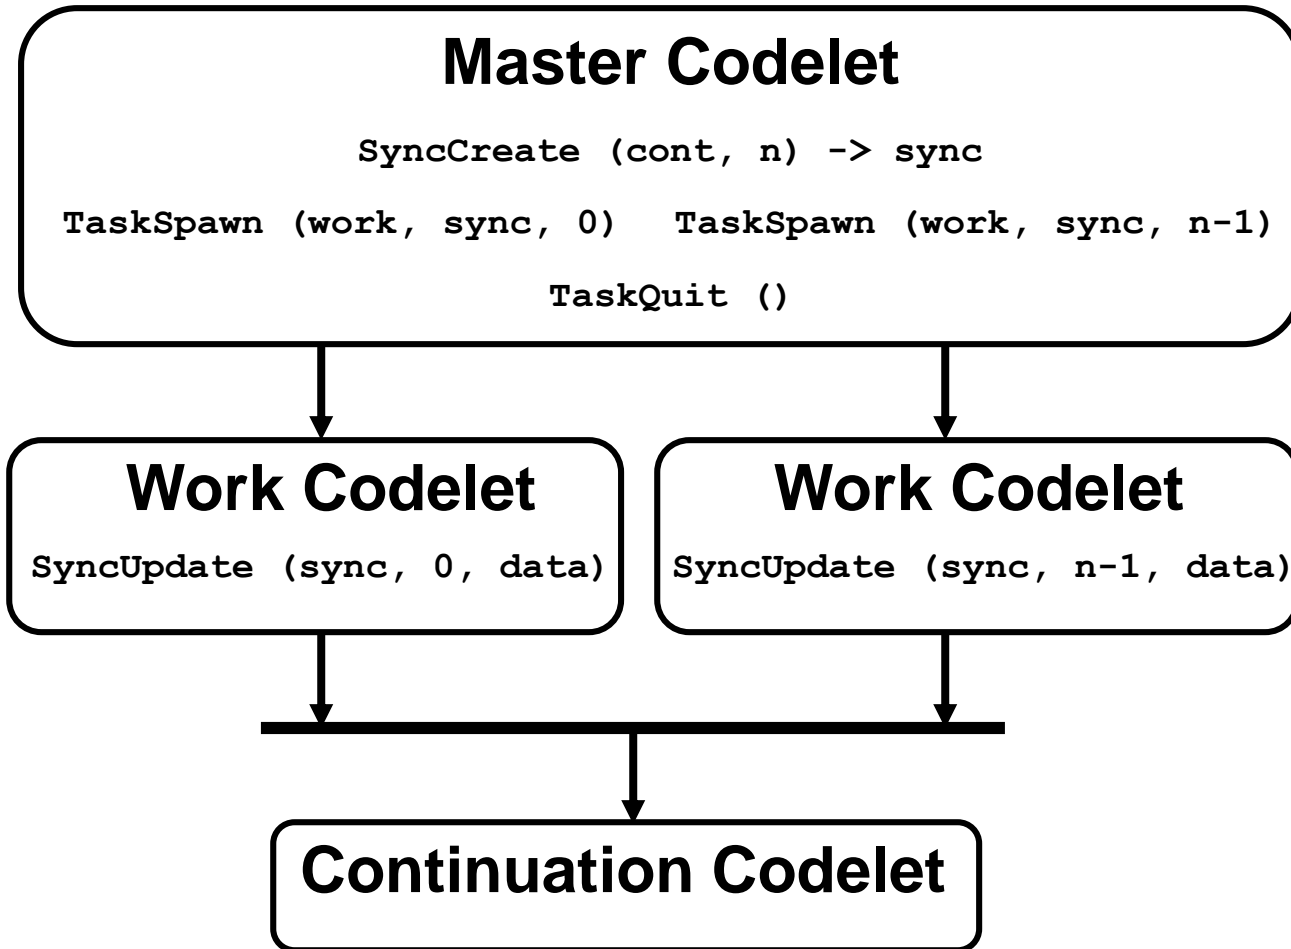 Master Codelet
SyncCreate (cont, n) -> sync
TaskSpawn (work, sync, 0) TaskSpawn (work, sync, n-1)
TaskQuit ()
Work Codelet
SyncUpdate (sync, 0, data)
Work Codelet
SyncUpdate (sync, n-1, data)
Continuation Codelet